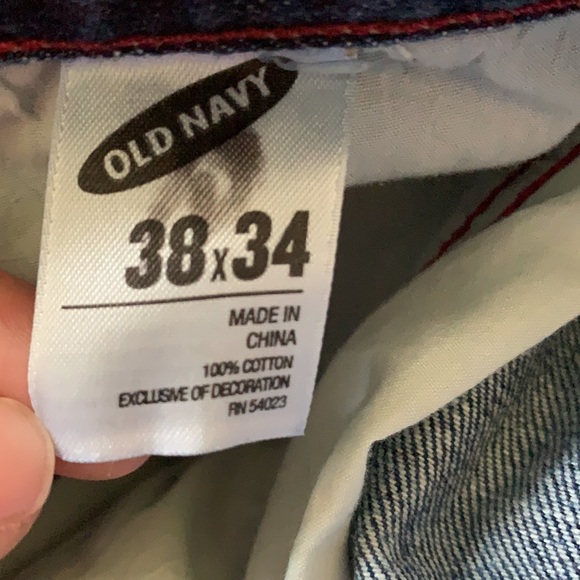 OLD NAVY
38x34
MADE IN
CHINA
100% COTTON
EXCLUSIVE OF DECORATION
RN 54023